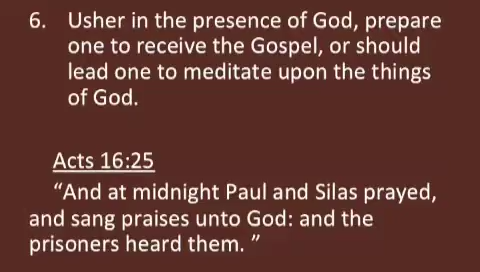 6. Usher in the presence of God, prepare
one to receive the Gospel, or should
lead one to meditate upon the things
of God.
Acts 16:25
“And at midnight Paul and Silas prayed,
and sang praises unto God: and the
prisoners heard them. ”